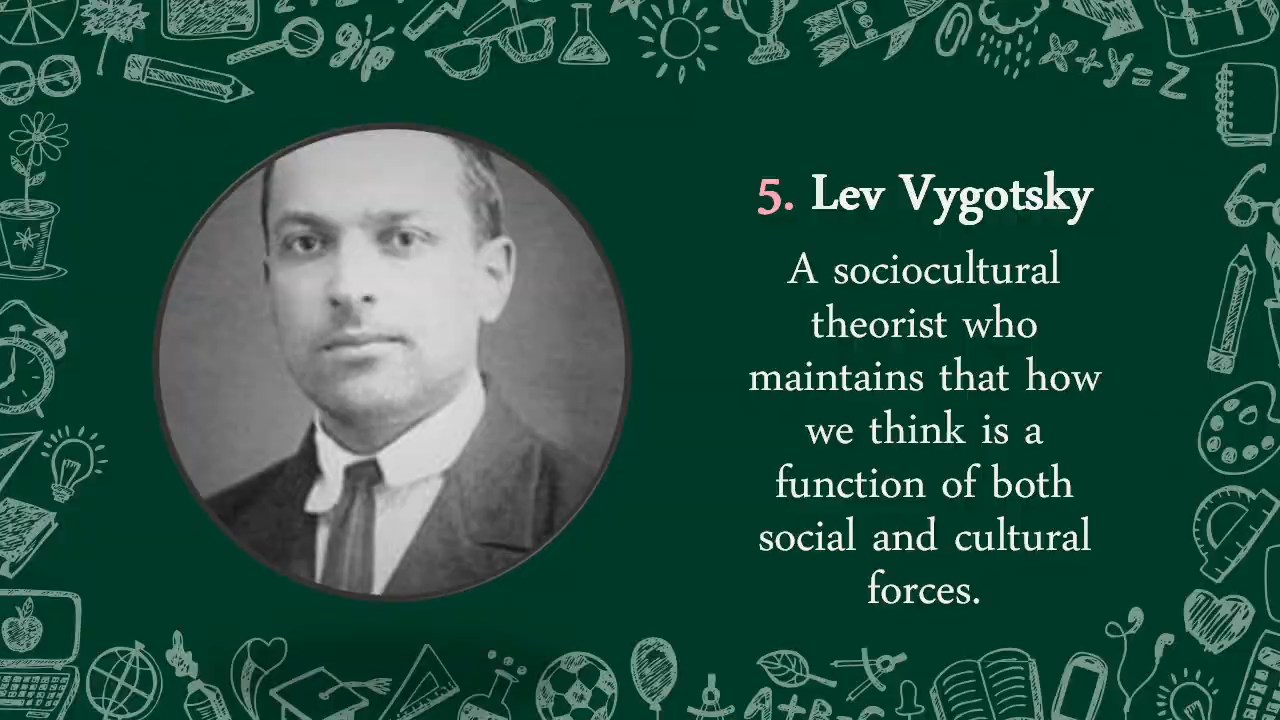 x+y=z
5. Lev Vygotsky
A sociocultural
theorist who
maintains that how
we think is a
function of both
social and cultural
forces.
A+B=C